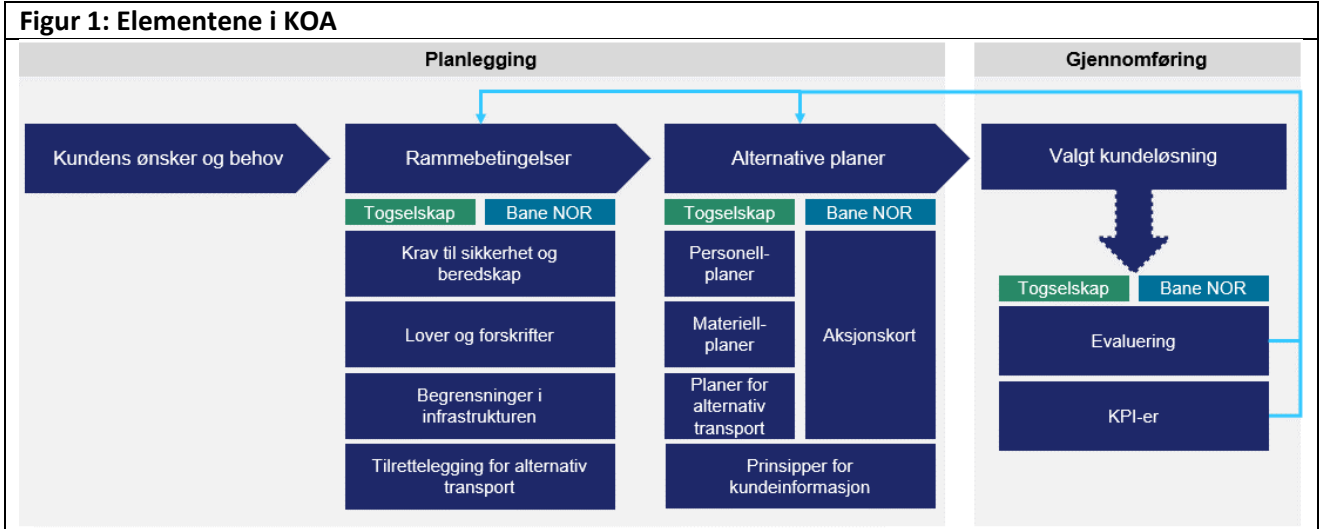 Figur 1: Elementene i KOA
Planlegging
Gjennomføring
Kundens ønsker og behov
Rammebetingelser
Alternative planer
Valgt kundeløsning
Togselskap
Bane NOR
Krav til sikkerhet og
beredskap
Lover og forskrifter
Begrensninger i
infrastrukturen
Tilrettelegging for alternativ
transport
Togselskap
Bane NOR
Personell-
planer
Materiell-
planer
Planer for
alternativ
transport
Aksjonskort
Prinsipper for
kundeinformasjon
Togselskap
Bane NOR
Evaluering
KPI-er